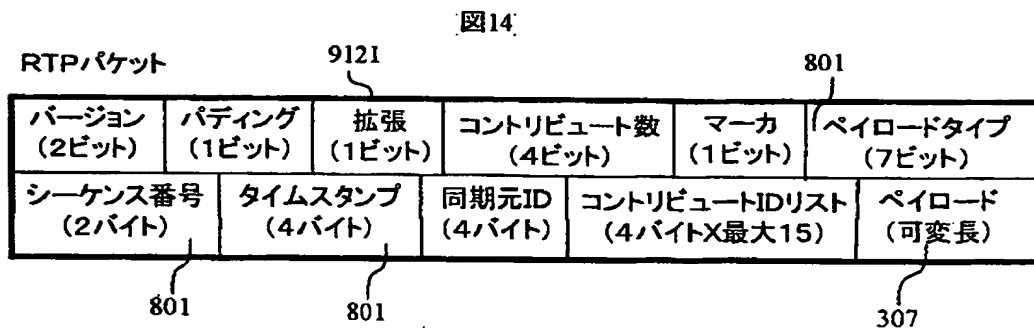 図14
RTPパケット
9121
801
バージョン
(2ビット)
パディング
(1ビット)
拡張
(1ビット)
コントリビュート数
(4ビット)
マーカ
(1ビット)
ペイロードタイプ
(7ビット)
シーケンス番号
(2バイト)
タイムスタンプ
(4バイト)
同期元ID
(4バイト)
コントリビュートIDリスト
(4バイトX最大15)
ペイロード
(可変長)
801
801
307